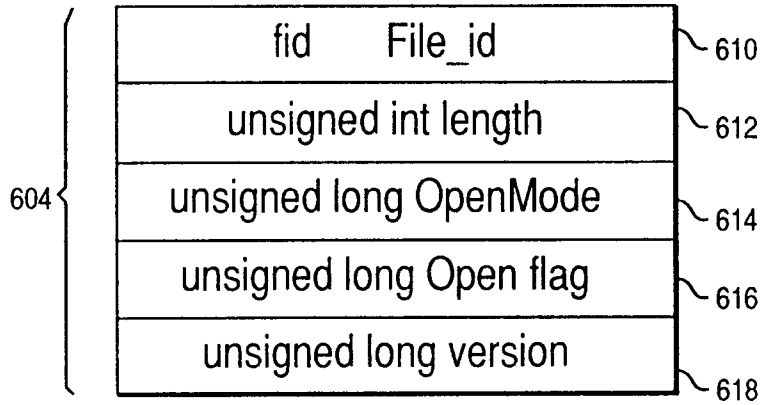 fid File_id 610
unsigned int length 612
604 unsigned long OpenMode 614
unsigned long Open flag 616
unsigned long version 618